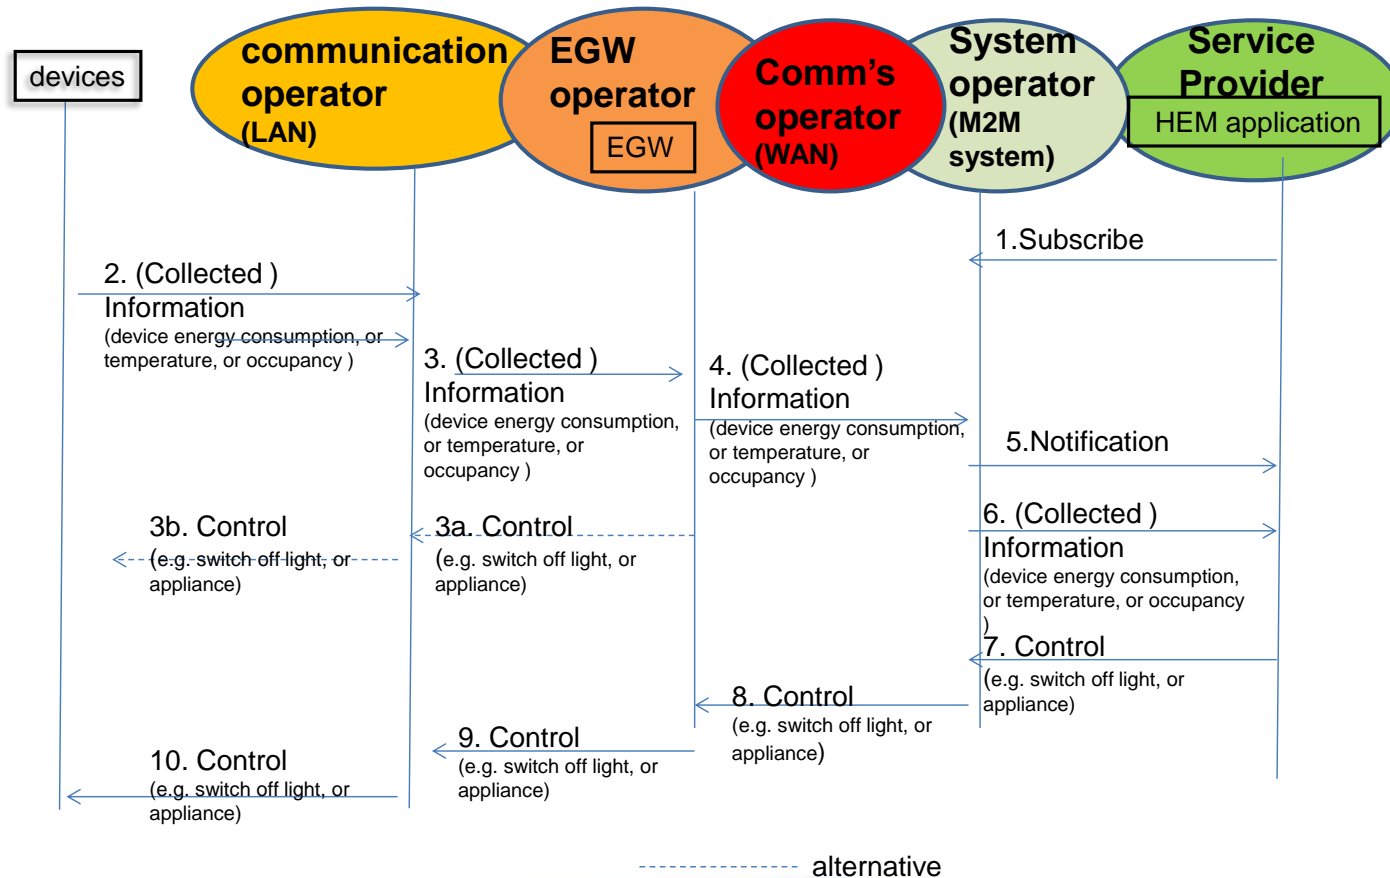 devices
communication
operator
(LAN)
EGW
operator
EGW
Comm's
operator
(WAN)
System
operator
(M2M
system)
Service
Provider
HEM application
1.Subscribe
2. (Collected )
Information
(device energy consumption, or
temperature, or occupancy )
3. (Collected )
Information
(device energy consumption,
or temperature, or
occupancy )
4. (Collected )
Information
(device energy consumption,
or temperature, or
occupancy )
5.Notification
3b. Control
(e.g. switch off light, or
appliance)
3a. Control
(e.g. switch off light, or
appliance)
6. (Collected )
Information
(device energy consumption,
or temperature, or occupancy
)
7. Control
(e.g. switch off light, or
appliance)
8. Control
(e.g. switch off light, or
appliance)
9. Control
(e.g. switch off light, or
appliance)
10. Control
(e.g. switch off light, or
appliance)
alternative